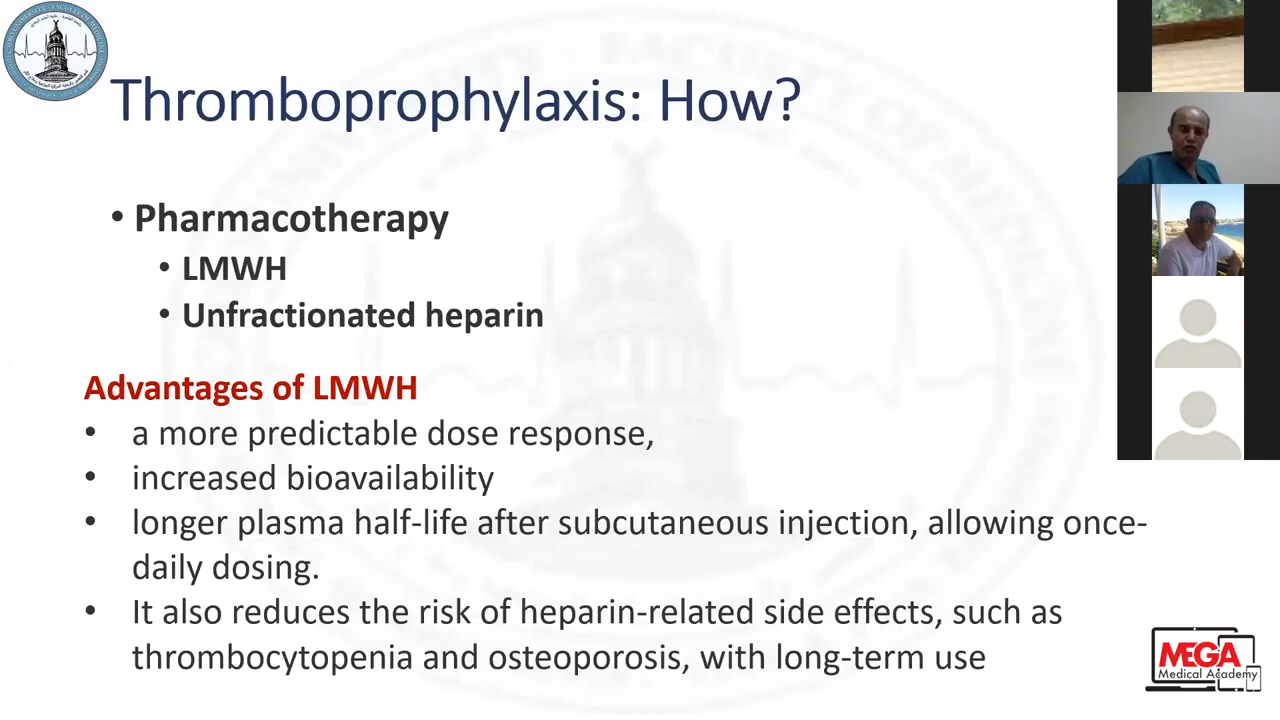 Thromboprophylaxis: How?
• Pharmacotherapy
• LMWH
• Unfractionated heparin
Advantages of LMWH
• a more predictable dose response,
• increased bioavailability
• longer plasma half-life after subcutaneous injection, allowing once-
daily dosing.
• It also reduces the risk of heparin-related side effects, such as
thrombocytopenia and osteoporosis, with long-term use
MEGA
Medical Academy